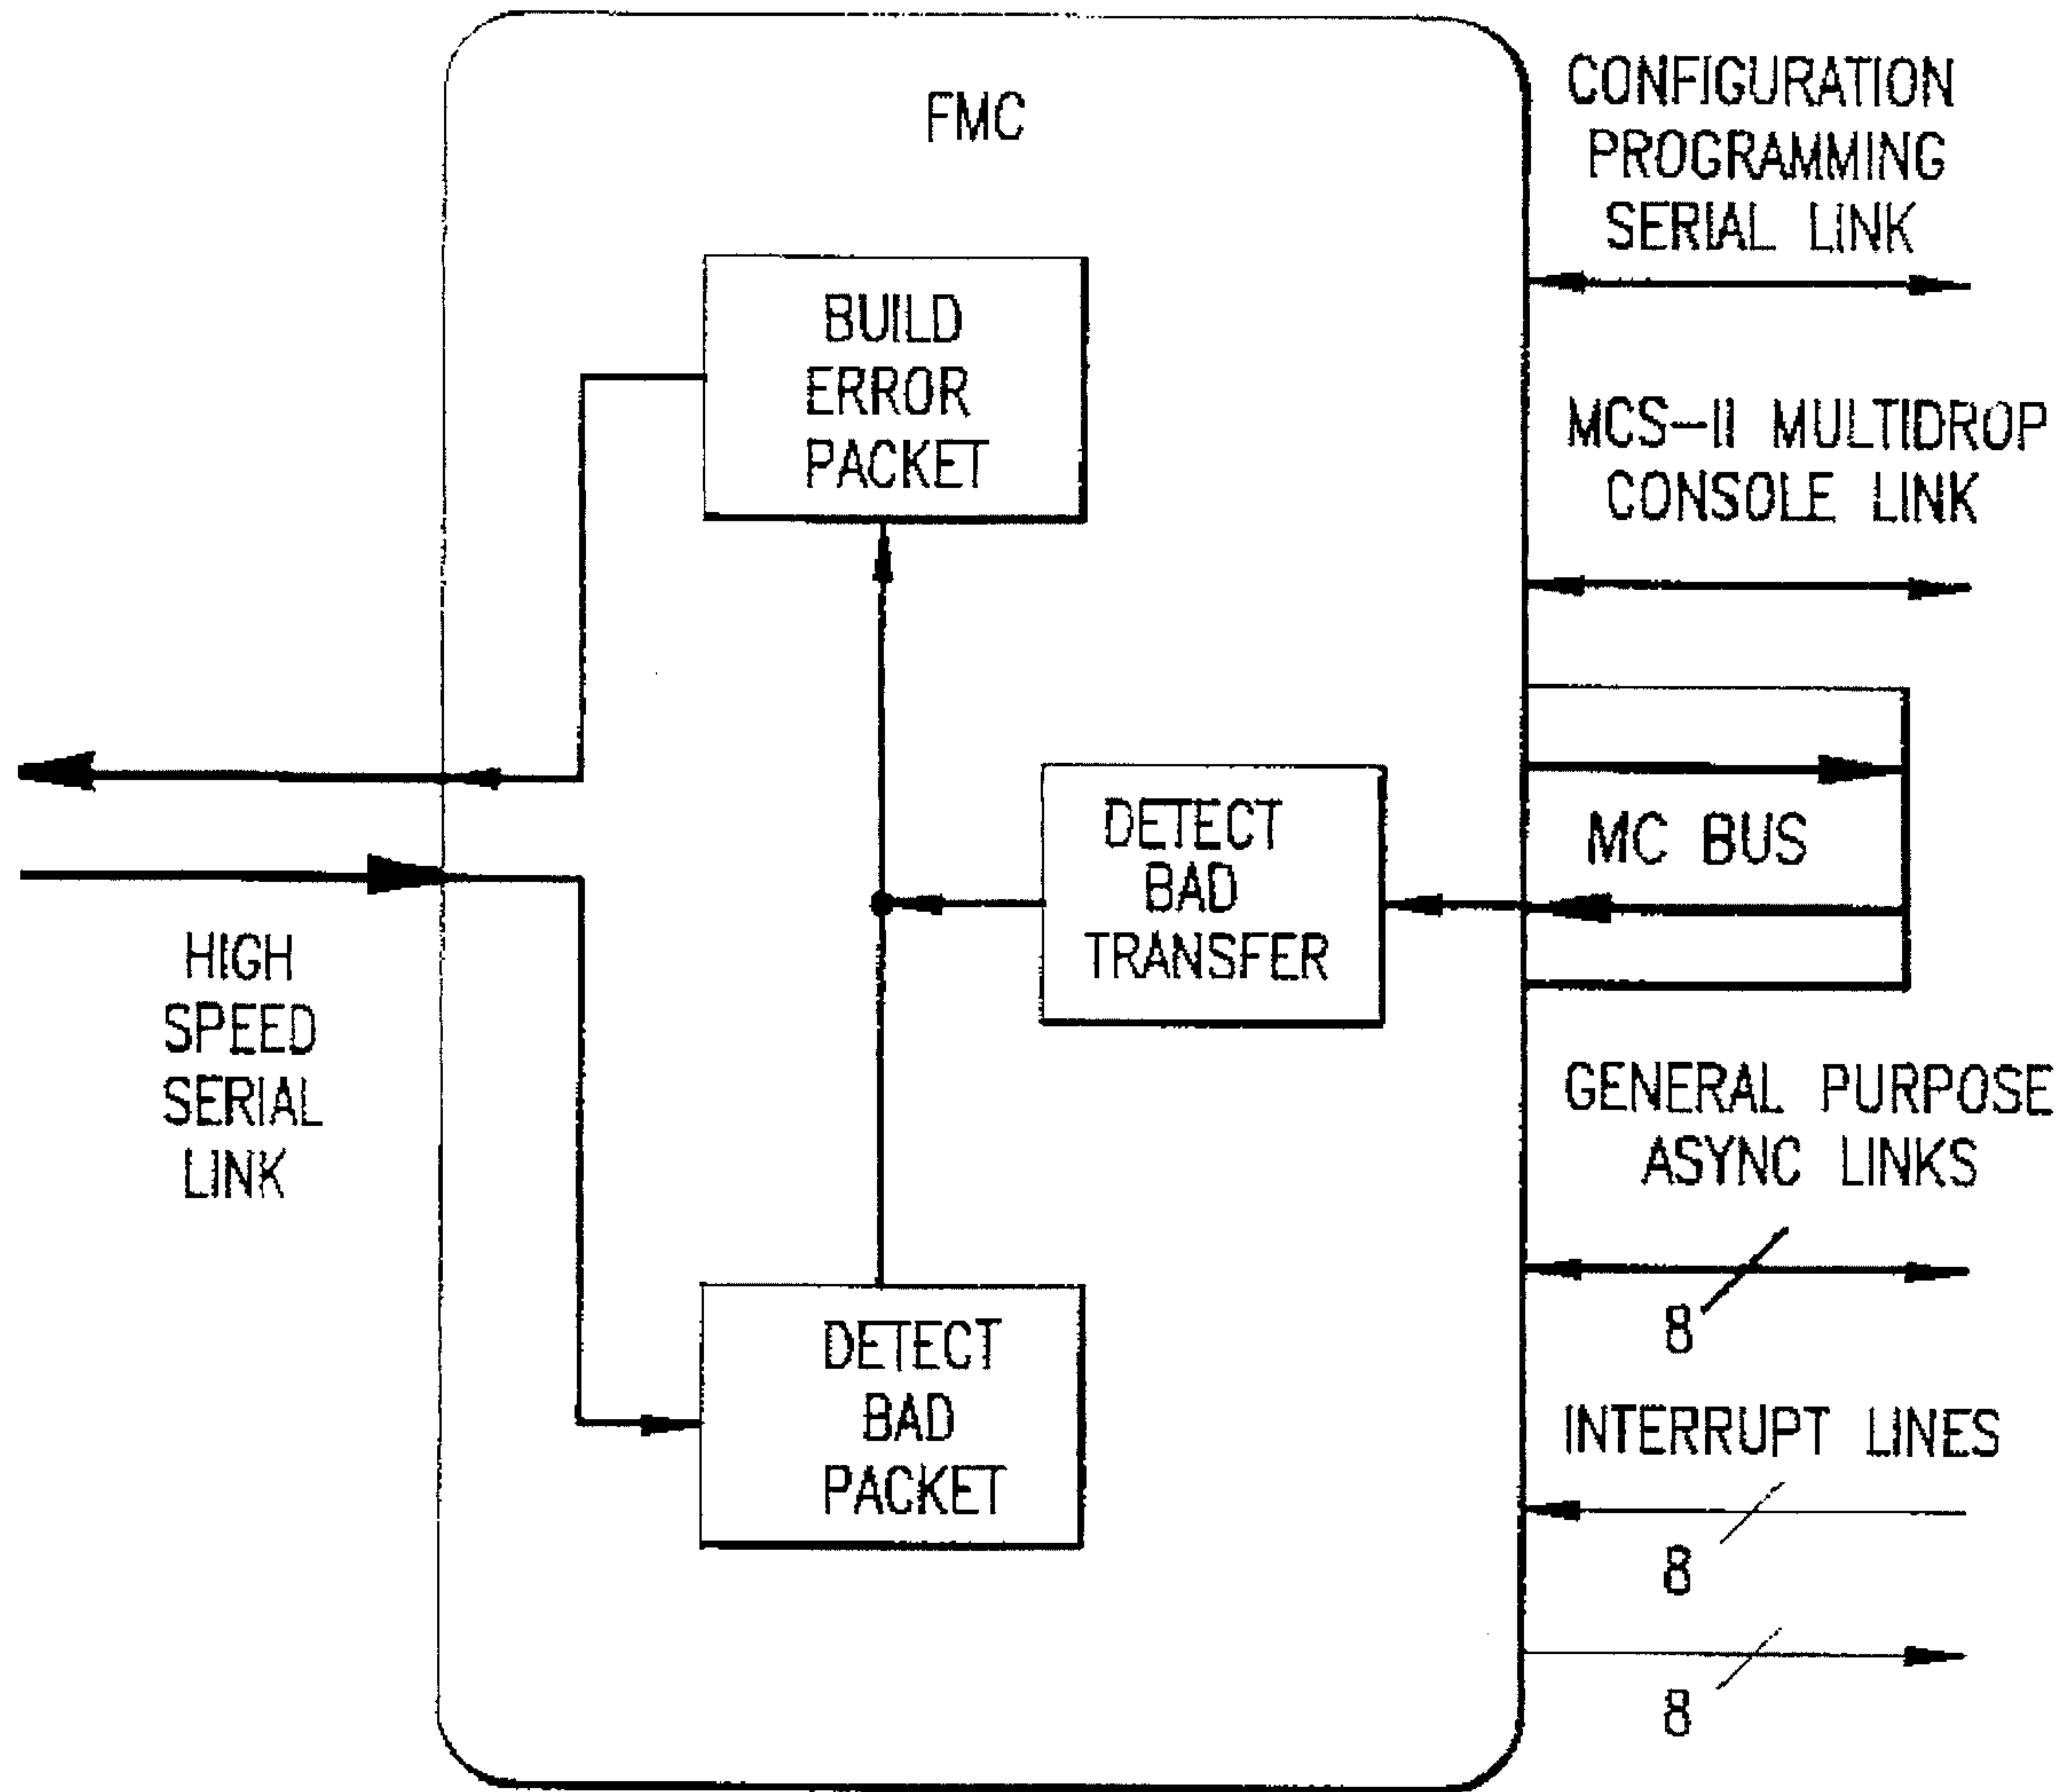 FMC
CONFIGURATION
PROGRAMMING
SERIAL LINK
BUILD
ERROR
PACKET
MCS-II MULTIDROP
CONSOLE LINK
DETECT
BAD
TRANSFER
MC BUS
HIGH
SPEED
SERIAL
LINK
GENERAL PURPOSE
ASYNC LINKS
8
DETECT
BAD
PACKET
INTERRUPT LINES
8
8